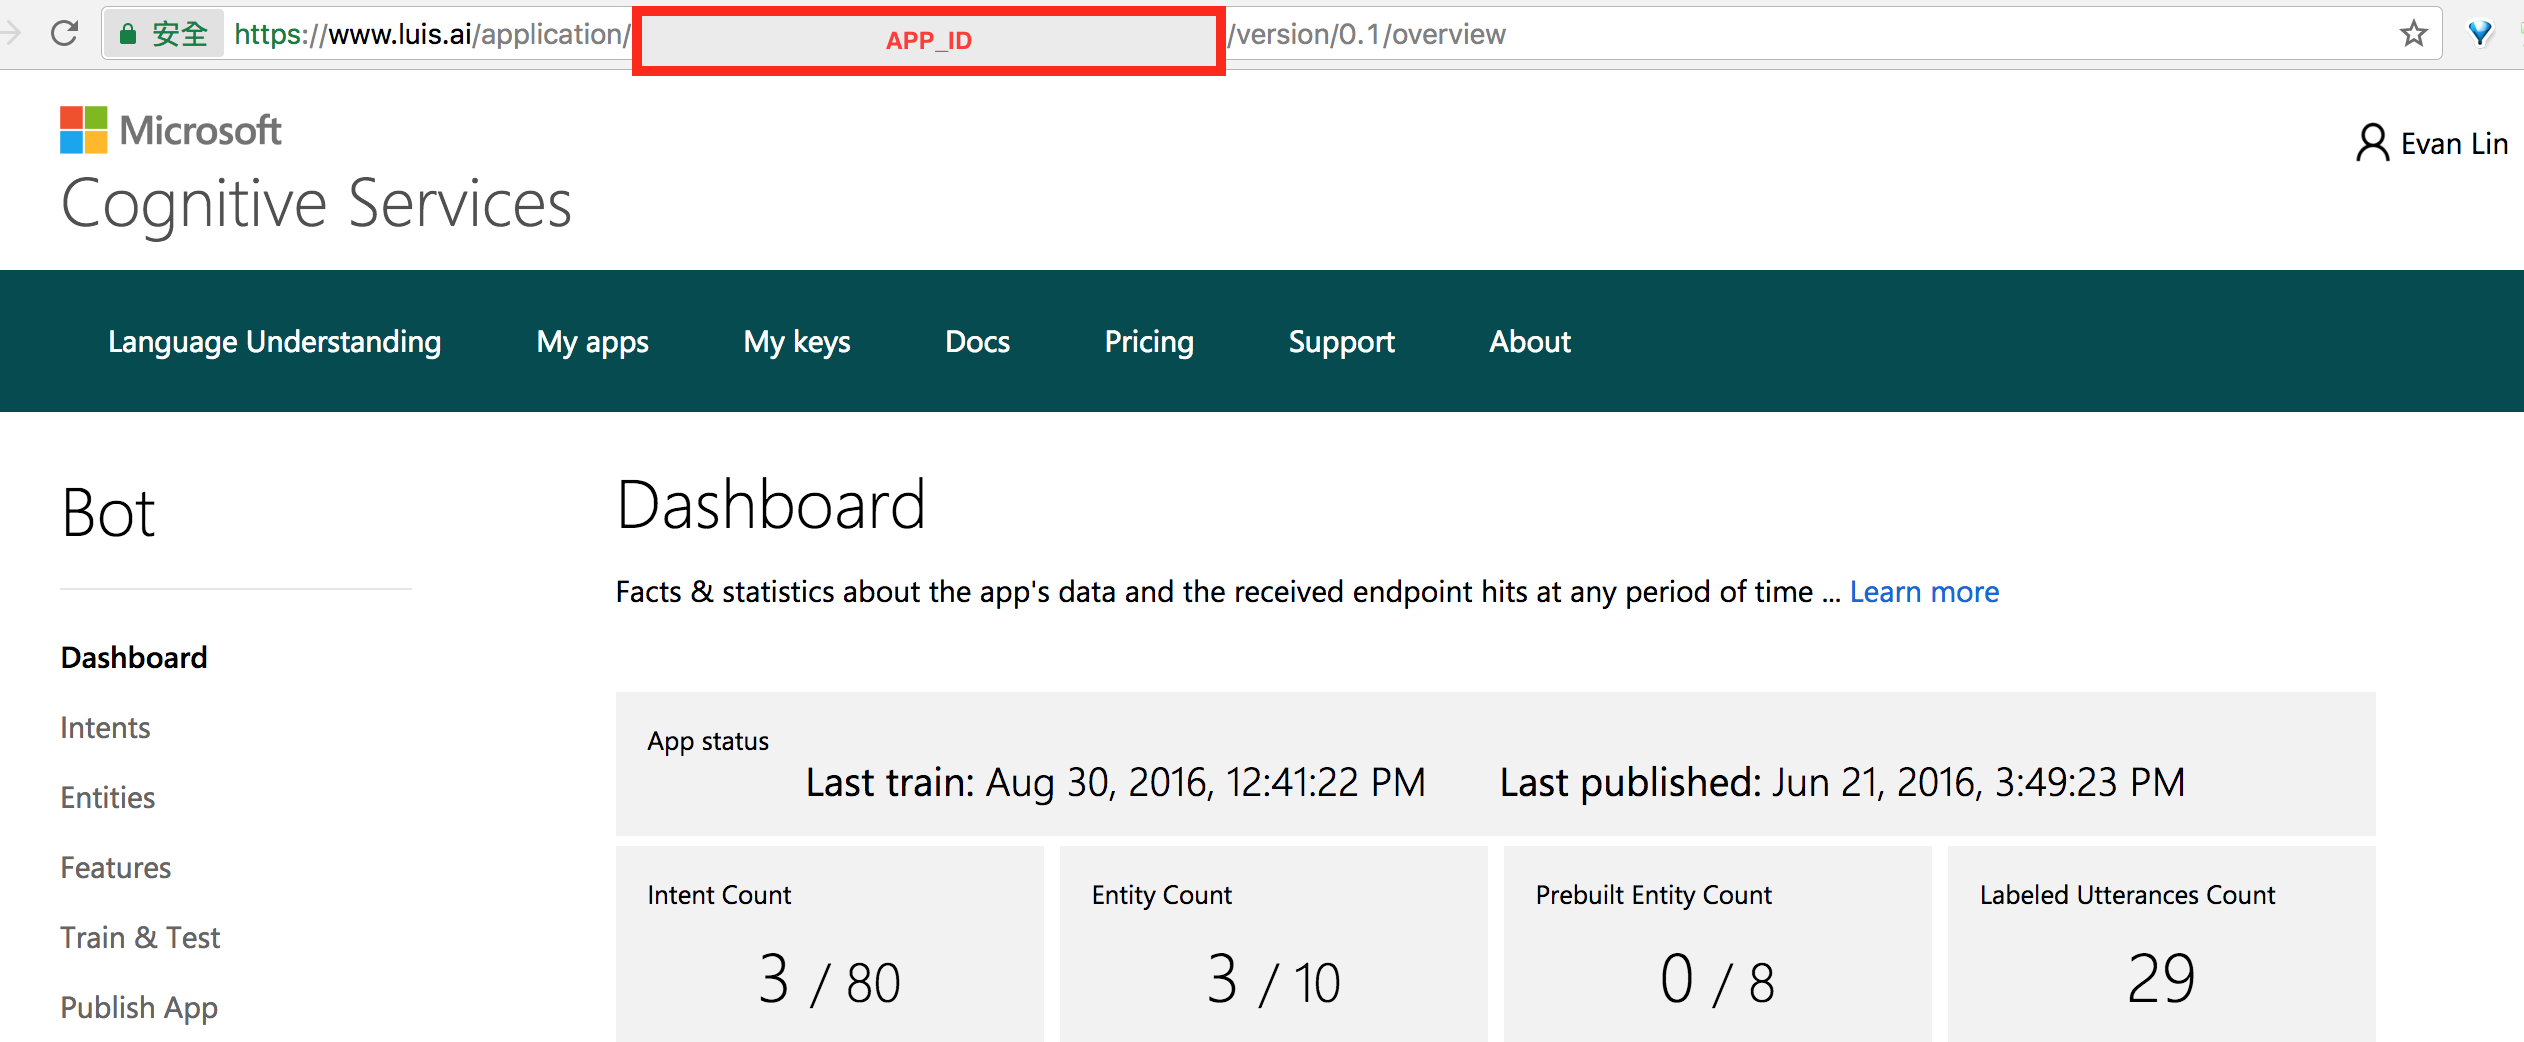 安全 https://www.luis.ai/application/ APP_ID /version/0.1/overview
Microsoft
Cognitive Services
Evan Lin
Language Understanding My apps My keys Docs Pricing Support About
Bot
Dashboard
Intents
Entities
Features
Train & Test
Publish App
Dashboard
Facts & statistics about the app's data and the received endpoint hits at any period of time ... Learn more
App status
Last train: Aug 30, 2016, 12:41:22 PM Last published: Jun 21, 2016, 3:49:23 PM
Intent Count
3 / 80
Entity Count
3 / 10
Prebuilt Entity Count
0 / 8
Labeled Utterances Count
29